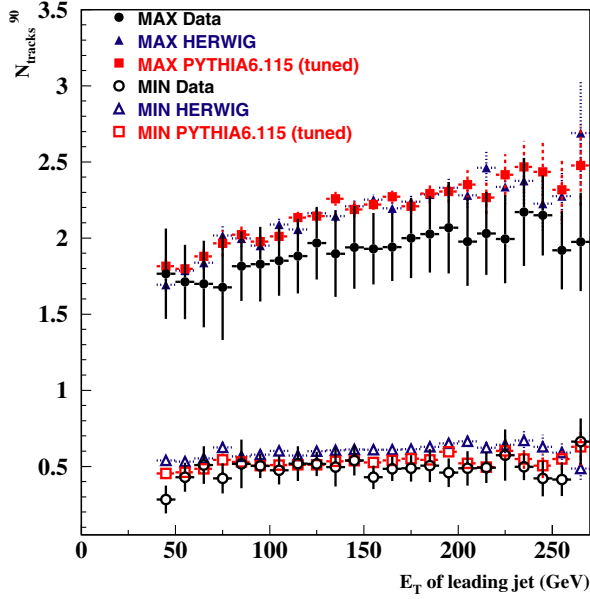 N_tracks^90
3.5
MAX Data
MAX HERWIG
MAX PYTHIA6.115 (tuned)
MIN Data
MIN HERWIG
MIN PYTHIA6.115 (tuned)
3
2.5
2
1.5
1
0.5
0 50 100 150 200 250
E_T of leading jet (GeV)